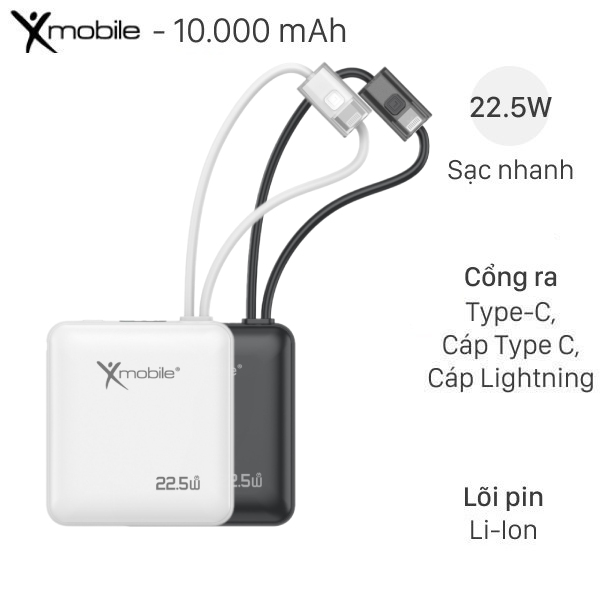 Xmobile - 10.000 mAh
22.5W
Sạc nhanh
Cổng ra
Type-C,
Cáp Type C,
Cáp Lightning
Xmobile®
22.5W
2.5W
Lõi pin
Li-Ion